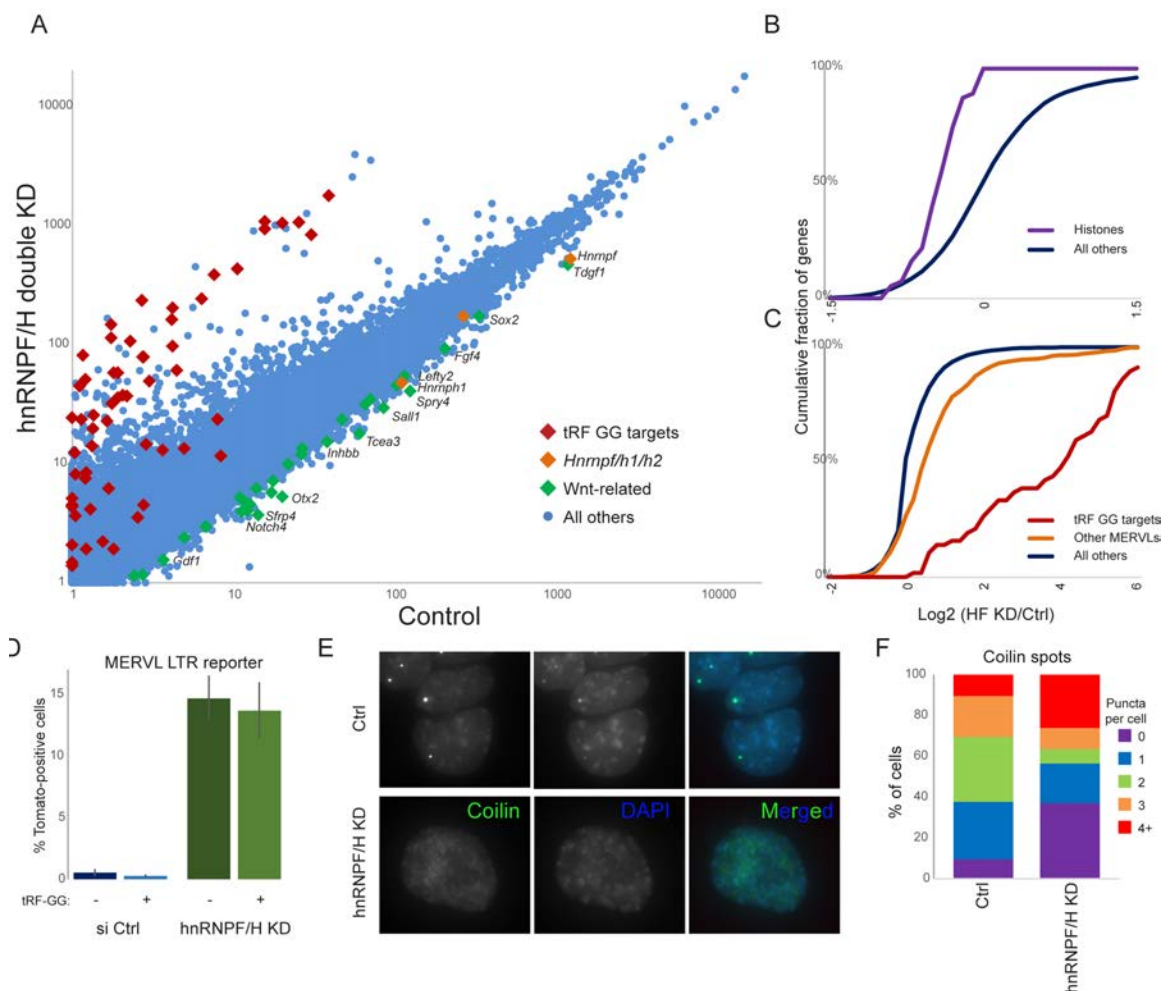 A
hnRNPF/H double KD
10000
1000
100
10
1
1
10
100
1000
10000
Control
Hnrnpf
Tdgf1
Sox2
Fgf4
Lefty2
Hnrnph1
Spry4
Sall1
Tcea3
Inhbb
Otx2
Sfrp4
Notch4
Gdf1
tRF GG targets
Hnrnpf/h1/h2
Wnt-related
All others
B
Cumulative fraction of genes
100%
50%
0%
-1.5
0
1.5
Histones
All others
C
100%
50%
0%
-2
0
2
4
6
tRF GG targets
Other MERVLs
All others
Log2 (HF KD/Ctrl)
D
MERVL LTR reporter
% Tomato-positive cells
15
10
5
0
tRF-GG:
-
+
-
+
si Ctrl
hnRNPF/H KD
E
Ctrl
hnRNPF/H KD
Coilin
DAPI
Merged
F
Coilin spots
% of cells
100
80
60
40
20
0
Ctrl
hnRNPF/H KD
Puncta
per cell
0
1
2
3
4+